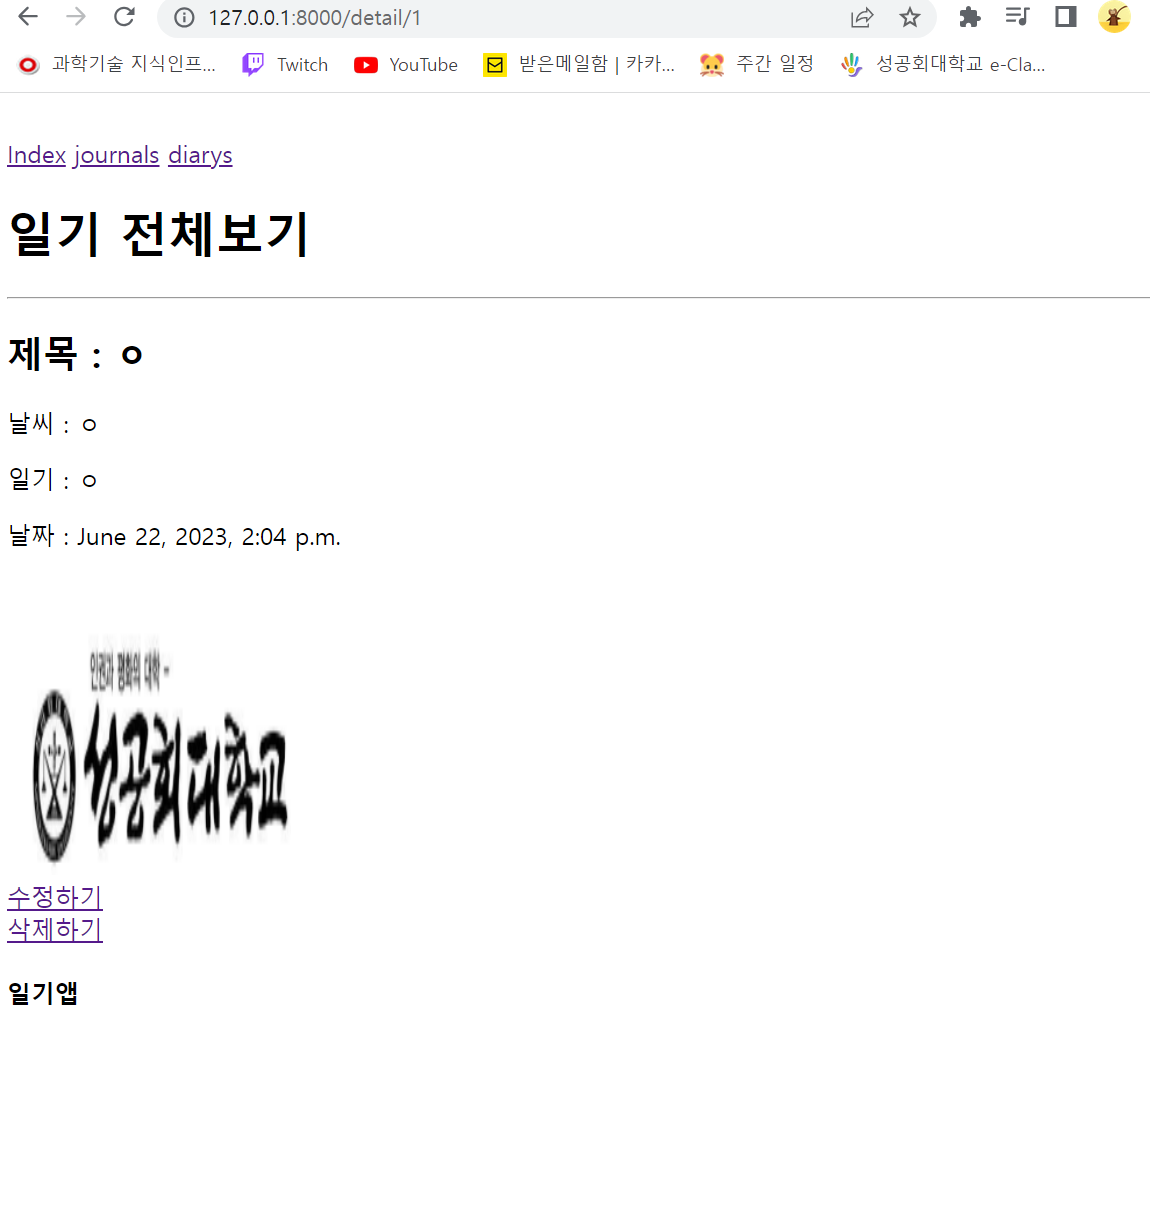 127.0.0.1:8000/detail/1
과학기술 지식인프... Twitch YouTube 받은메일함 | 카카... 주간 일정 성공회대학교 e-Cla...
Index journals diarys
일기 전체보기
제목 : ㅇ
날씨 : ㅇ
일기 : ㅇ
날짜 : June 22, 2023, 2:04 p.m.
인권과 평화의 대학
성공회대학교
수정하기
삭제하기
일기앱